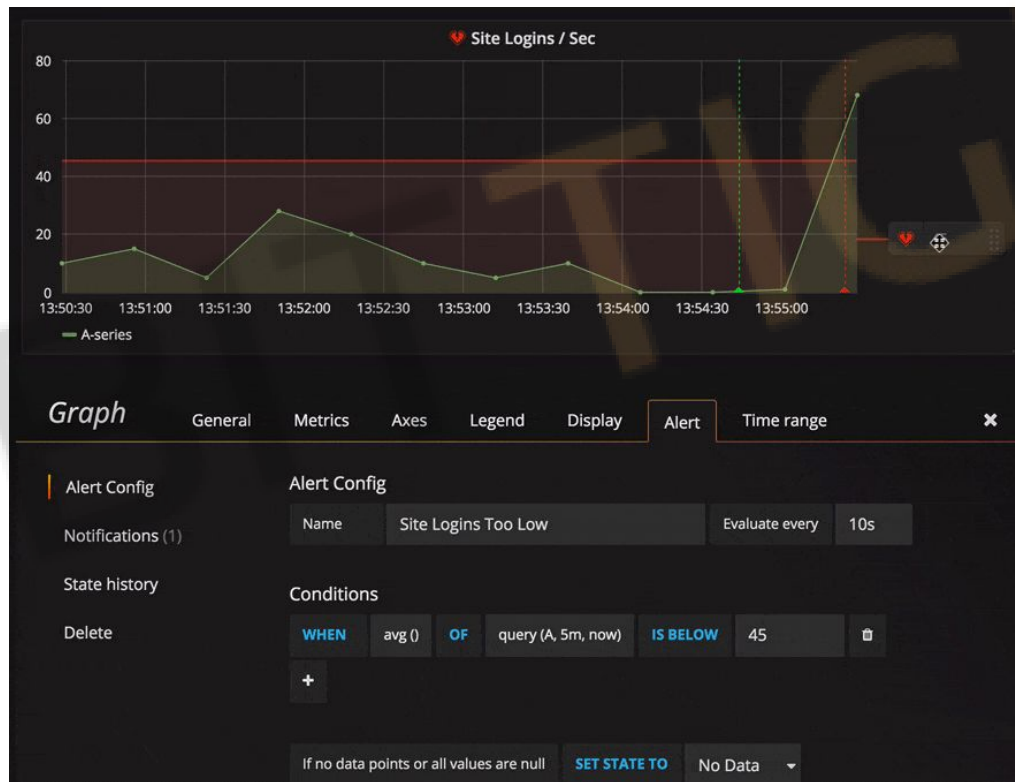 Site Logins / Sec
80
60
40
20
0
13:50:30 13:51:00 13:51:30 13:52:00 13:52:30 13:53:00 13:53:30 13:54:00 13:54:30 13:55:00
A-series
Graph General Metrics Axes Legend Display Alert Time range
Alert Config Alert Config
Name Site Logins Too Low Evaluate every 10s
Notifications (1)
State history Conditions
Delete WHEN avg () OF query (A, 5m, now) IS BELOW 45
If no data points or all values are null SET STATE TO No Data
BITTIG